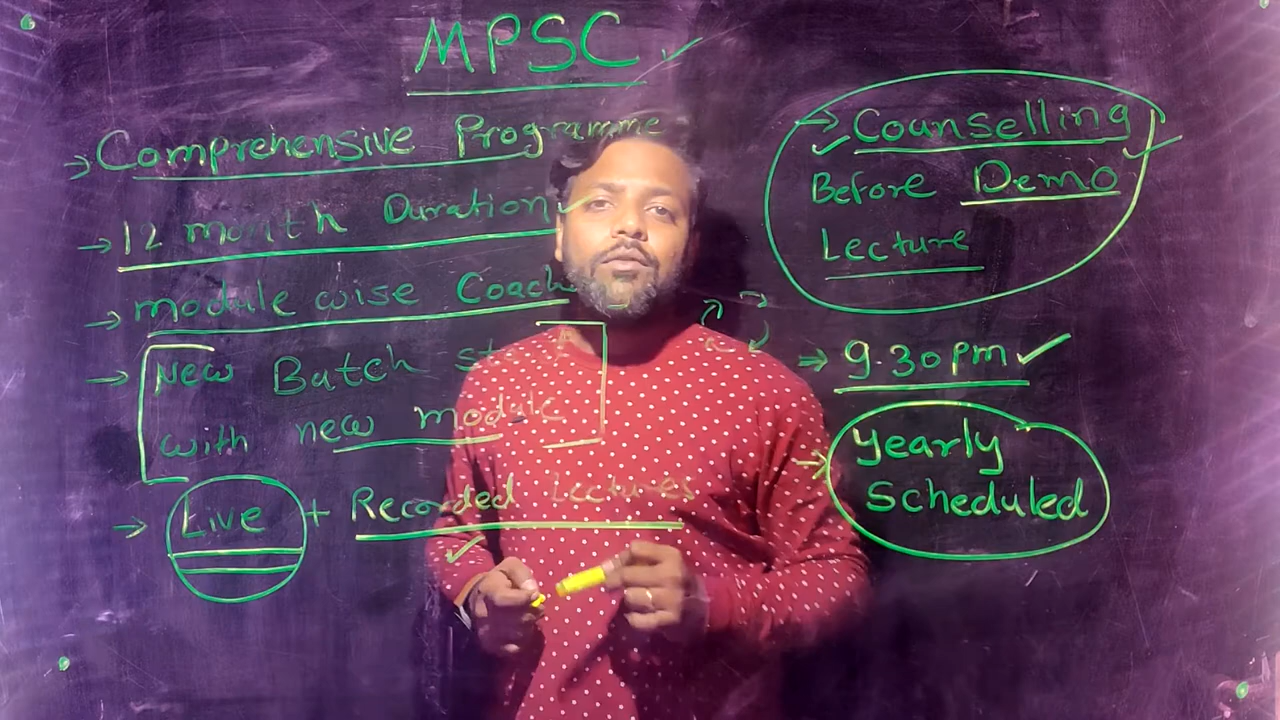 MPSC
→ Comprehensive Programme
→ 12 month Duration
→ module wise Coach
→ New Batch
with new module
→ Live + Recorded Lectures
→ Counselling
Before Demo
Lecture
⇒ 9.30 pm
→ Yearly
Scheduled